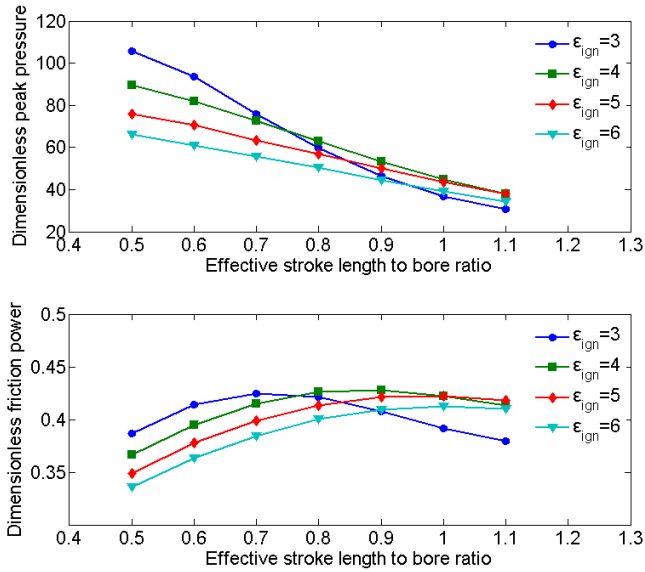 Dimensionless peak pressure
120
100
80
60
40
20
0.4 0.5 0.6 0.7 0.8 0.9 1 1.1 1.2 1.3
Effective stroke length to bore ratio
εign=3
εign=4
εign=5
εign=6
Dimensionless friction power
0.5
0.45
0.4
0.35
0.4 0.5 0.6 0.7 0.8 0.9 1 1.1 1.2 1.3
Effective stroke length to bore ratio
εign=3
εign=4
εign=5
εign=6